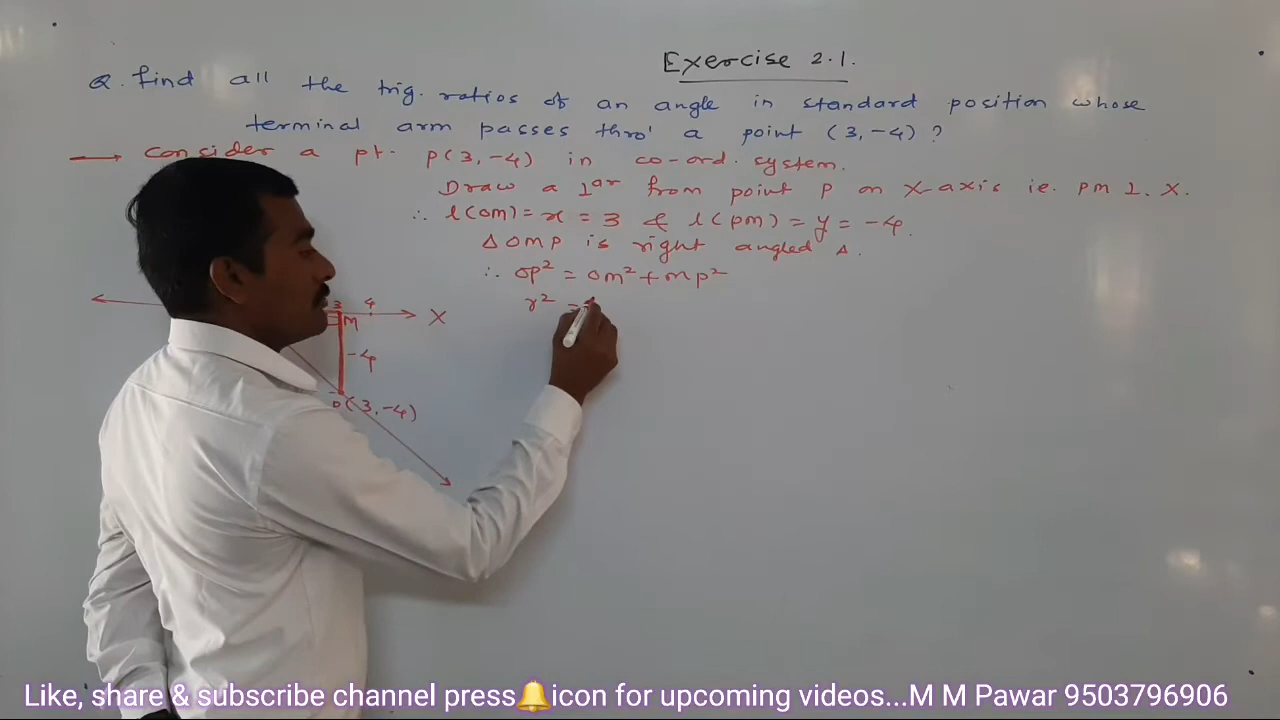 Exercise 2.1.
Q. find all the trig. ratios of an angle in standard position whose
terminal arm passes thro' a point (3,-4) ?
consider a pt. P(3,-4) in co-ord. system.
Draw a ⊥ar from point P on X-axis ie. PM ⊥ X.
∴ l(OM) = x = 3 & l(PM) = y = -4.
Δ OMP is right angled Δ.
∴ OP² = OM² + MP²
r² =
3 4
M X
-4
(3,-4)
Like, share & subscribe channel press🔔icon for upcoming videos...M M Pawar 9503796906